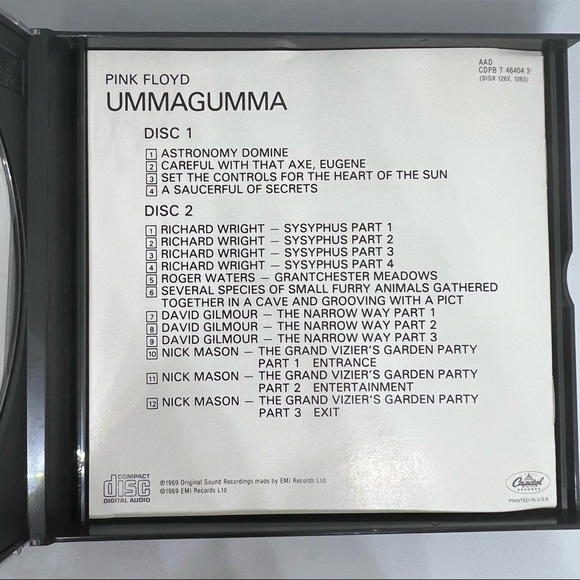 AAD
CDPB 7 46404 2
(DIDX 1262, 1263)
PINK FLOYD
UMMAGUMMA
DISC 1
1 ASTRONOMY DOMINE
2 CAREFUL WITH THAT AXE, EUGENE
3 SET THE CONTROLS FOR THE HEART OF THE SUN
4 A SAUCERFUL OF SECRETS
DISC 2
1 RICHARD WRIGHT – SYSYPHUS PART 1
2 RICHARD WRIGHT – SYSYPHUS PART 2
3 RICHARD WRIGHT – SYSYPHUS PART 3
4 RICHARD WRIGHT – SYSYPHUS PART 4
5 ROGER WATERS – GRANTCHESTER MEADOWS
6 SEVERAL SPECIES OF SMALL FURRY ANIMALS GATHERED
TOGETHER IN A CAVE AND GROOVING WITH A PICT
7 DAVID GILMOUR – THE NARROW WAY PART 1
8 DAVID GILMOUR – THE NARROW WAY PART 2
9 DAVID GILMOUR – THE NARROW WAY PART 3
10 NICK MASON – THE GRAND VIZIER'S GARDEN PARTY
PART 1 ENTRANCE
11 NICK MASON – THE GRAND VIZIER'S GARDEN PARTY
PART 2 ENTERTAINMENT
12 NICK MASON – THE GRAND VIZIER'S GARDEN PARTY
PART 3 EXIT
COMPACT
disc
DIGITAL AUDIO
℗1969 Original Sound Recordings made by EMI Records Ltd
©1969 EMI Records Ltd
Capitol
RECORDS
PRINTED IN U.S.A.